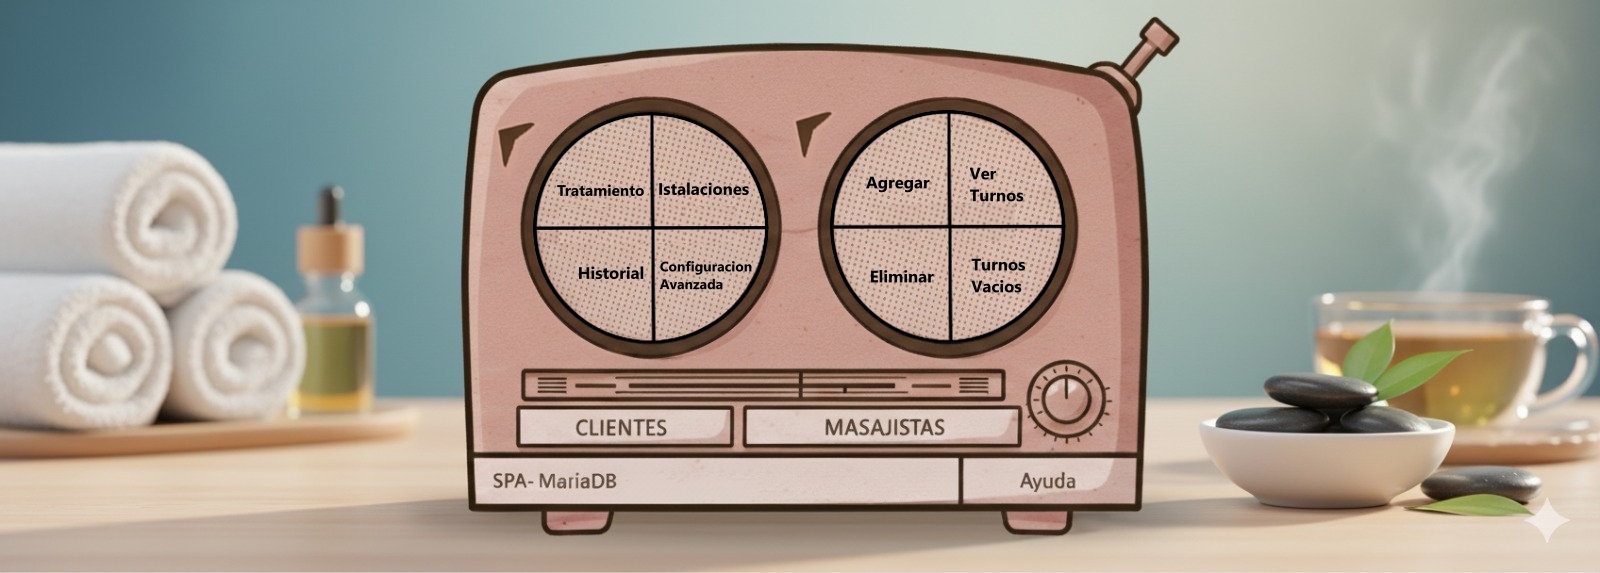 Tratamiento
Istalaciones
Historial
Configuracion
Avanzada
Agregar
Ver
Turnos
Eliminar
Turnos
Vacios
CLIENTES
MASAJISTAS
SPA- MariaDB
Ayuda